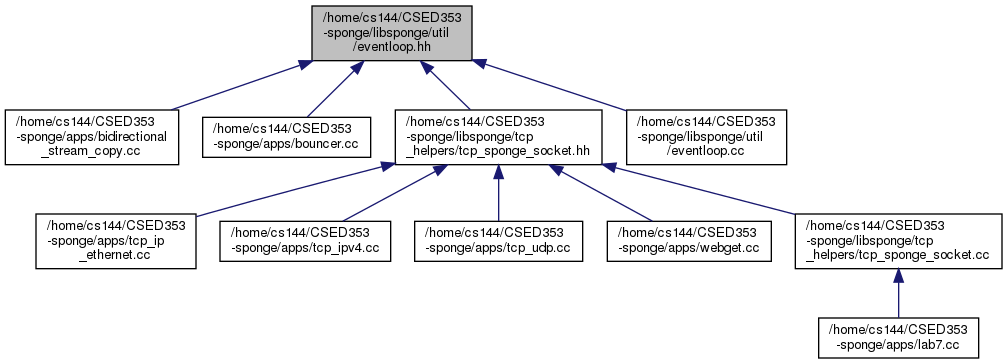 /home/cs144/CSED353
-sponge/libsponge/util
/eventloop.hh
/home/cs144/CSED353
-sponge/apps/bidirectional
_stream_copy.cc
/home/cs144/CSED353
-sponge/apps/bouncer.cc
/home/cs144/CSED353
-sponge/libsponge/tcp
_helpers/tcp_sponge_socket.hh
/home/cs144/CSED353
-sponge/libsponge/util
/eventloop.cc
/home/cs144/CSED353
-sponge/apps/tcp_ip
_ethernet.cc
/home/cs144/CSED353
-sponge/apps/tcp_ipv4.cc
/home/cs144/CSED353
-sponge/apps/tcp_udp.cc
/home/cs144/CSED353
-sponge/apps/webget.cc
/home/cs144/CSED353
-sponge/libsponge/tcp
_helpers/tcp_sponge_socket.cc
/home/cs144/CSED353
-sponge/apps/lab7.cc